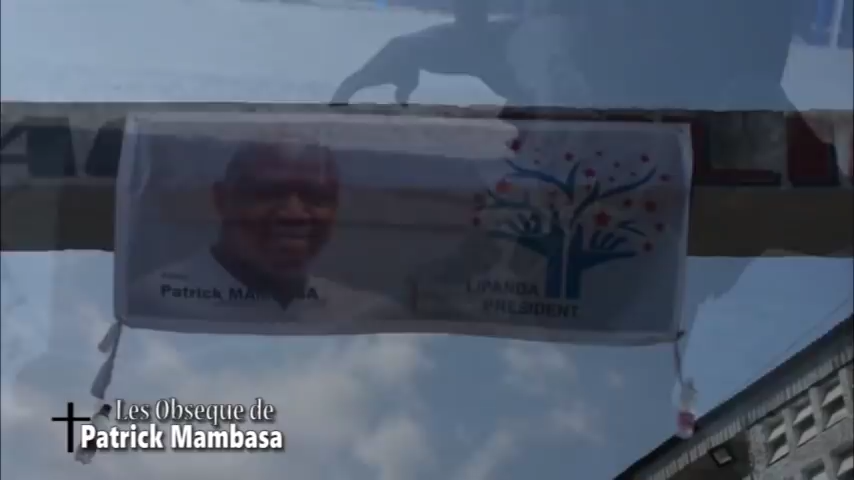 Patrick MAMBASA
LIPANDA
PRESIDENT
Les Obseque de
Patrick Mambasa